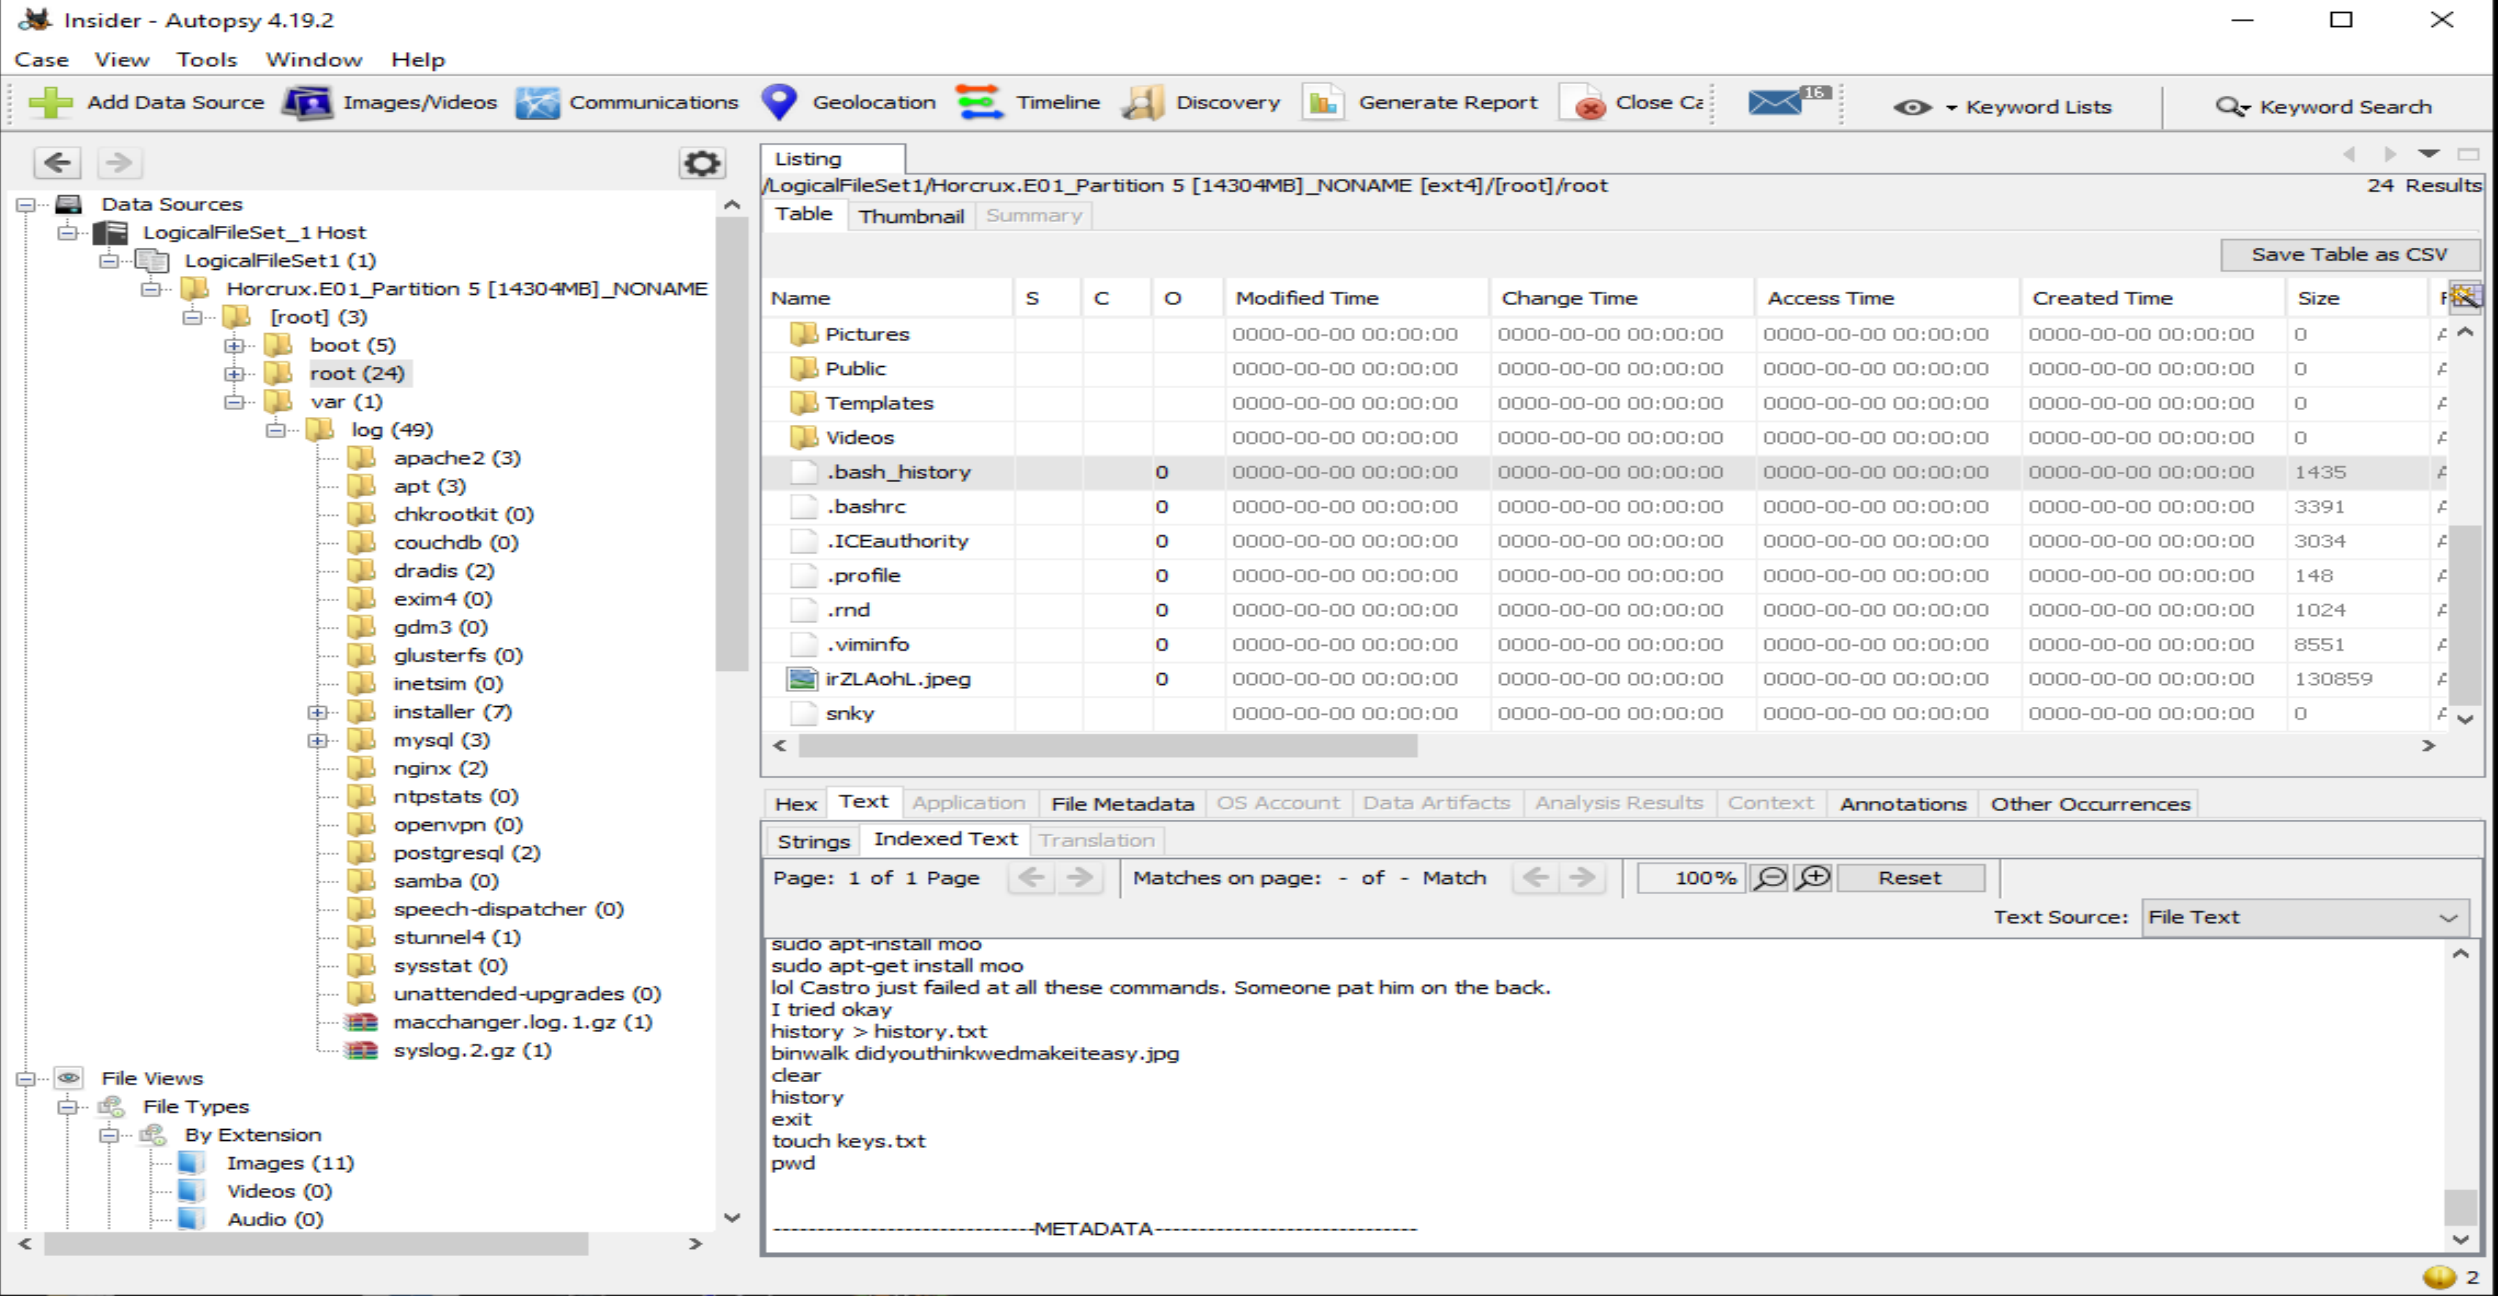 Insider - Autopsy 4.19.2
Case View Tools Window Help
Add Data Source Images/Videos Communications Geolocation Timeline Discovery Generate Report Close Ca 16 Keyword Lists Keyword Search
Data Sources
LogicalFileSet_1 Host
LogicalFileSet1 (1)
Horcrux.E01_Partition 5 [14304MB]_NONAME
[root] (3)
boot (5)
root (24)
var (1)
log (49)
apache2 (3)
apt (3)
chkrootkit (0)
couchdb (0)
dradis (2)
exim4 (0)
gdm3 (0)
glusterfs (0)
inetsim (0)
installer (7)
mysql (3)
nginx (2)
ntpstats (0)
openvpn (0)
postgresql (2)
samba (0)
speech-dispatcher (0)
stunnel4 (1)
sysstat (0)
unattended-upgrades (0)
macchanger.log.1.gz (1)
syslog.2.gz (1)
File Views
File Types
By Extension
Images (11)
Videos (0)
Audio (0)
Listing
/LogicalFileSet1/Horcrux.E01_Partition 5 [14304MB]_NONAME [ext4]/[root]/root 24 Results
Table Thumbnail Summary
Save Table as CSV
Name S C O Modified Time Change Time Access Time Created Time Size
Pictures 0000-00-00 00:00:00 0000-00-00 00:00:00 0000-00-00 00:00:00 0000-00-00 00:00:00 0
Public 0000-00-00 00:00:00 0000-00-00 00:00:00 0000-00-00 00:00:00 0000-00-00 00:00:00 0
Templates 0000-00-00 00:00:00 0000-00-00 00:00:00 0000-00-00 00:00:00 0000-00-00 00:00:00 0
Videos 0000-00-00 00:00:00 0000-00-00 00:00:00 0000-00-00 00:00:00 0000-00-00 00:00:00 0
.bash_history 0 0000-00-00 00:00:00 0000-00-00 00:00:00 0000-00-00 00:00:00 0000-00-00 00:00:00 1435
.bashrc 0 0000-00-00 00:00:00 0000-00-00 00:00:00 0000-00-00 00:00:00 0000-00-00 00:00:00 3391
.ICEauthority 0 0000-00-00 00:00:00 0000-00-00 00:00:00 0000-00-00 00:00:00 0000-00-00 00:00:00 3034
.profile 0 0000-00-00 00:00:00 0000-00-00 00:00:00 0000-00-00 00:00:00 0000-00-00 00:00:00 148
.rnd 0 0000-00-00 00:00:00 0000-00-00 00:00:00 0000-00-00 00:00:00 0000-00-00 00:00:00 1024
.viminfo 0 0000-00-00 00:00:00 0000-00-00 00:00:00 0000-00-00 00:00:00 0000-00-00 00:00:00 8551
irZLAohL.jpeg 0 0000-00-00 00:00:00 0000-00-00 00:00:00 0000-00-00 00:00:00 0000-00-00 00:00:00 130859
snky 0000-00-00 00:00:00 0000-00-00 00:00:00 0000-00-00 00:00:00 0000-00-00 00:00:00 0
Hex Text Application File Metadata OS Account Data Artifacts Analysis Results Context Annotations Other Occurrences
Strings Indexed Text Translation
Page: 1 of 1 Page Matches on page: - of - Match 100% Reset
Text Source: File Text
sudo apt-install moo
sudo apt-get install moo
lol Castro just failed at all these commands. Someone pat him on the back.
I tried okay
history > history.txt
binwalk didyouthinkwedmakeiteasy.jpg
clear
history
exit
touch keys.txt
pwd
------------------------------METADATA------------------------------
2